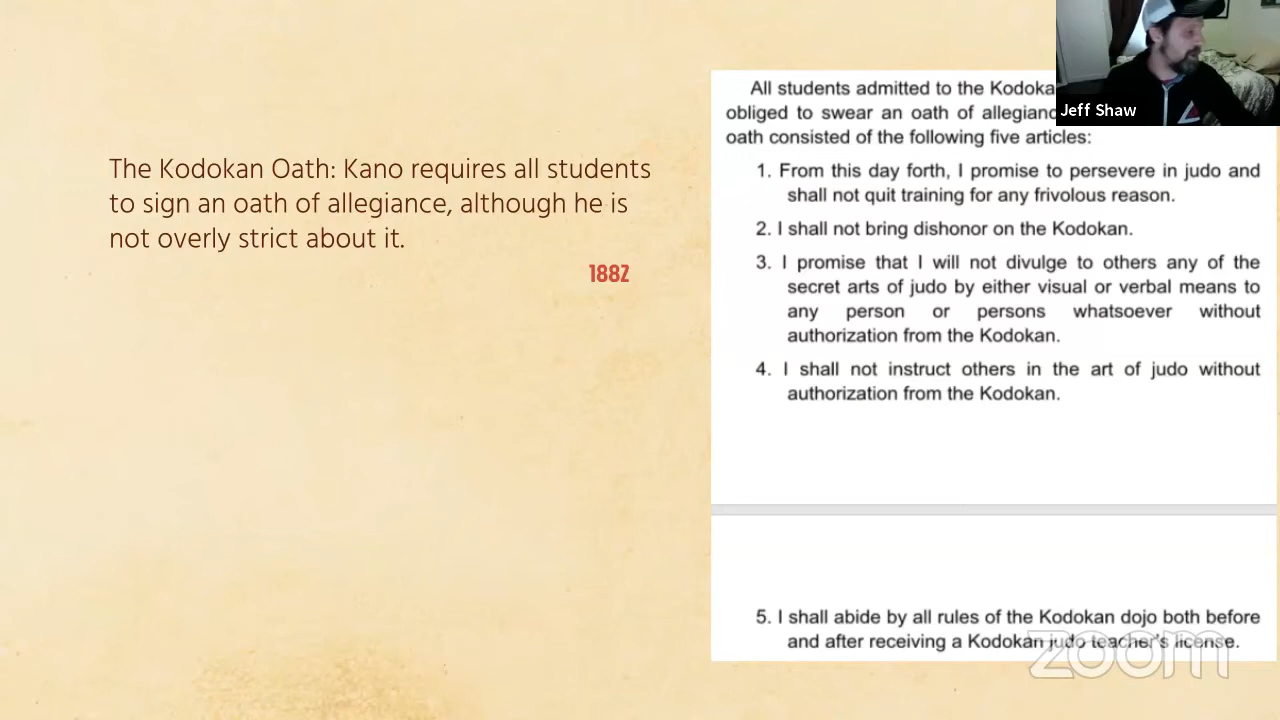 The Kodokan Oath: Kano requires all students
to sign an oath of allegiance, although he is
not overly strict about it.
1882
All students admitted to the Kodoka
obliged to swear an oath of allegianc
oath consisted of the following five articles:
1. From this day forth, I promise to persevere in judo and
shall not quit training for any frivolous reason.
2. I shall not bring dishonor on the Kodokan.
3. I promise that I will not divulge to others any of the
secret arts of judo by either visual or verbal means to
any person or persons whatsoever without
authorization from the Kodokan.
4. I shall not instruct others in the art of judo without
authorization from the Kodokan.
5. I shall abide by all rules of the Kodokan dojo both before
and after receiving a Kodokan judo teacher's license.
Jeff Shaw
zoom